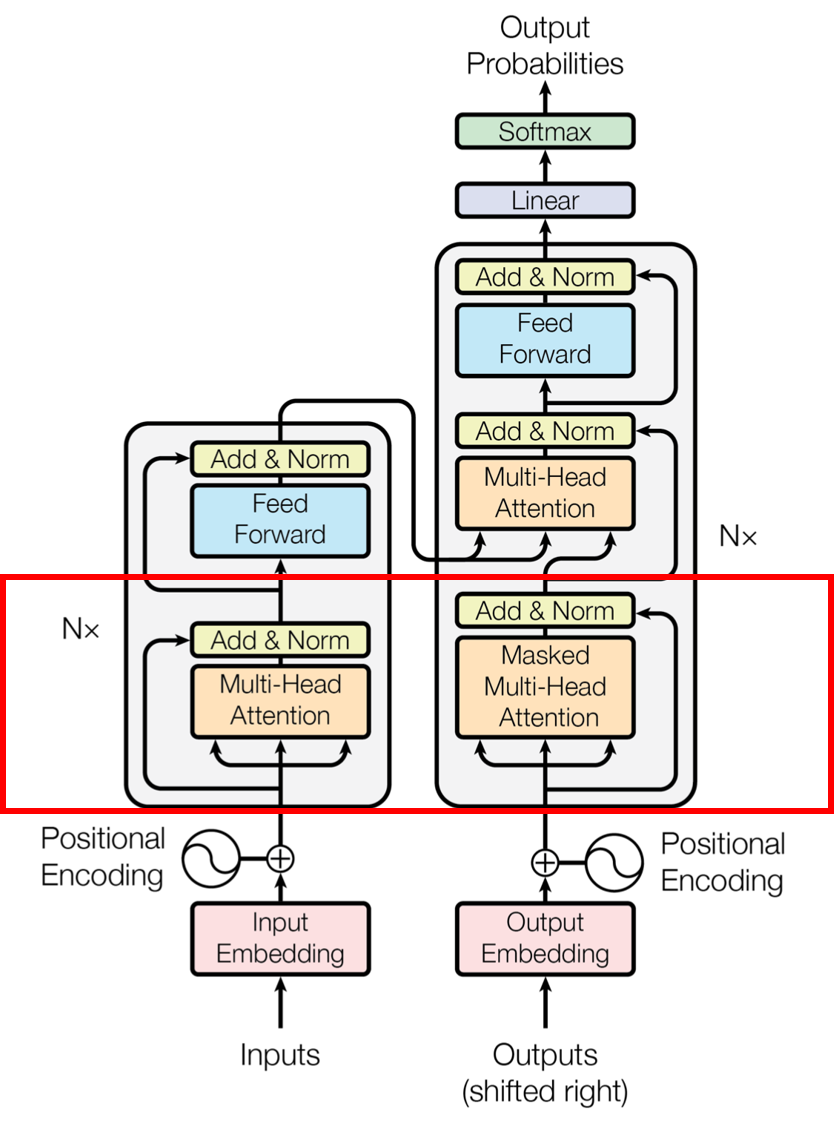 Output
Probabilities
Softmax
Linear
Add & Norm
Feed
Forward
Add & Norm
Multi-Head
Attention
N×
Add & Norm
Masked
Multi-Head
Attention
Add & Norm
Feed
Forward
N×
Add & Norm
Multi-Head
Attention
Positional
Encoding
Positional
Encoding
Input
Embedding
Output
Embedding
Inputs
Outputs
(shifted right)